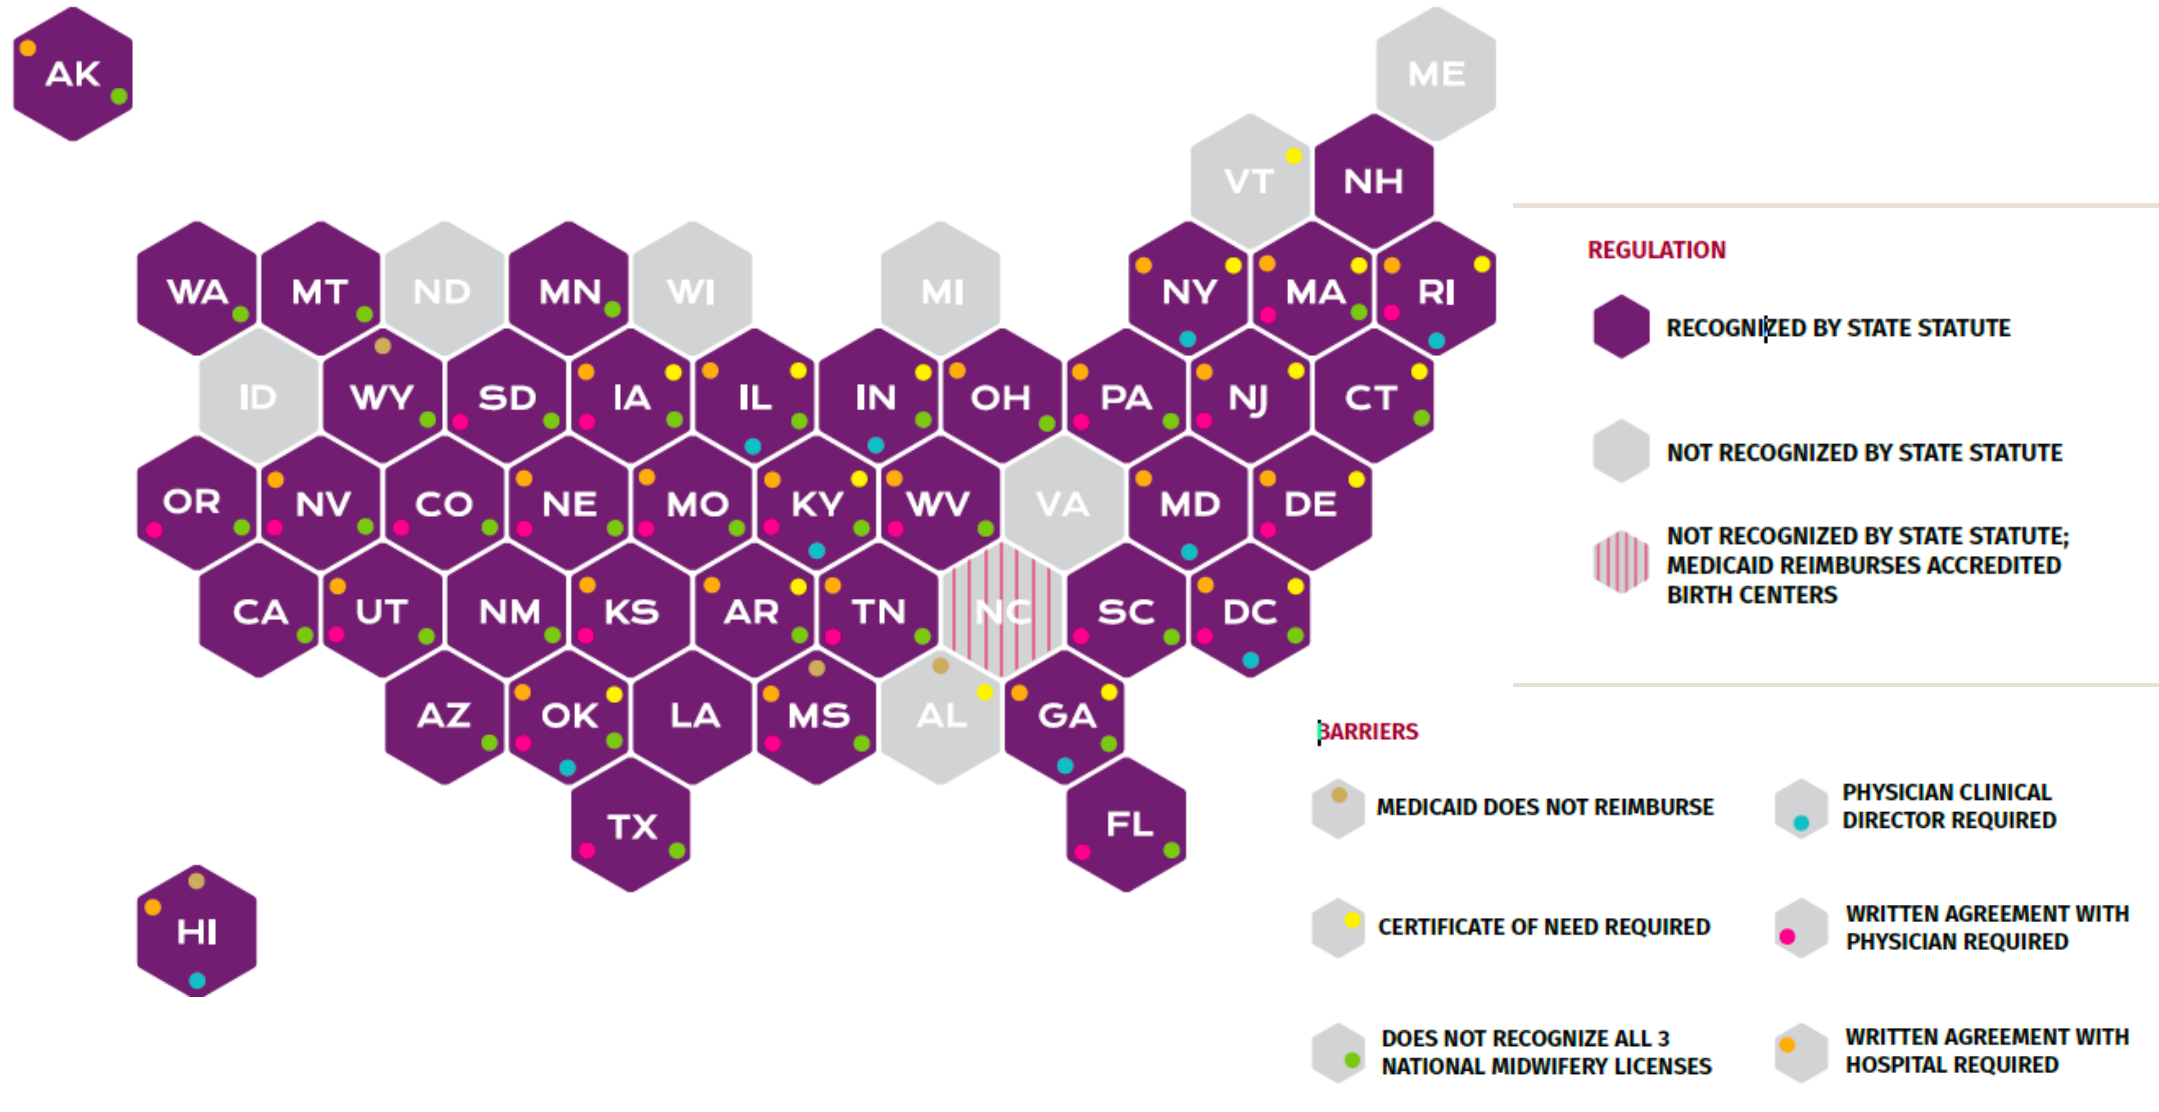 AK
ME
VT
NH
WA
MT
ND
MN
WI
MI
NY
MA
RI
ID
WY
SD
IA
IL
IN
OH
PA
NJ
CT
OR
NV
CO
NE
MO
KY
WV
VA
MD
DE
CA
UT
NM
KS
AR
TN
NC
SC
DC
AZ
OK
LA
MS
AL
GA
TX
FL
HI
REGULATION
RECOGNIZED BY STATE STATUTE
NOT RECOGNIZED BY STATE STATUTE
NOT RECOGNIZED BY STATE STATUTE;
MEDICAID REIMBURSES ACCREDITED
BIRTH CENTERS
BARRIERS
MEDICAID DOES NOT REIMBURSE
PHYSICIAN CLINICAL
DIRECTOR REQUIRED
CERTIFICATE OF NEED REQUIRED
WRITTEN AGREEMENT WITH
PHYSICIAN REQUIRED
DOES NOT RECOGNIZE ALL 3
NATIONAL MIDWIFERY LICENSES
WRITTEN AGREEMENT WITH
HOSPITAL REQUIRED